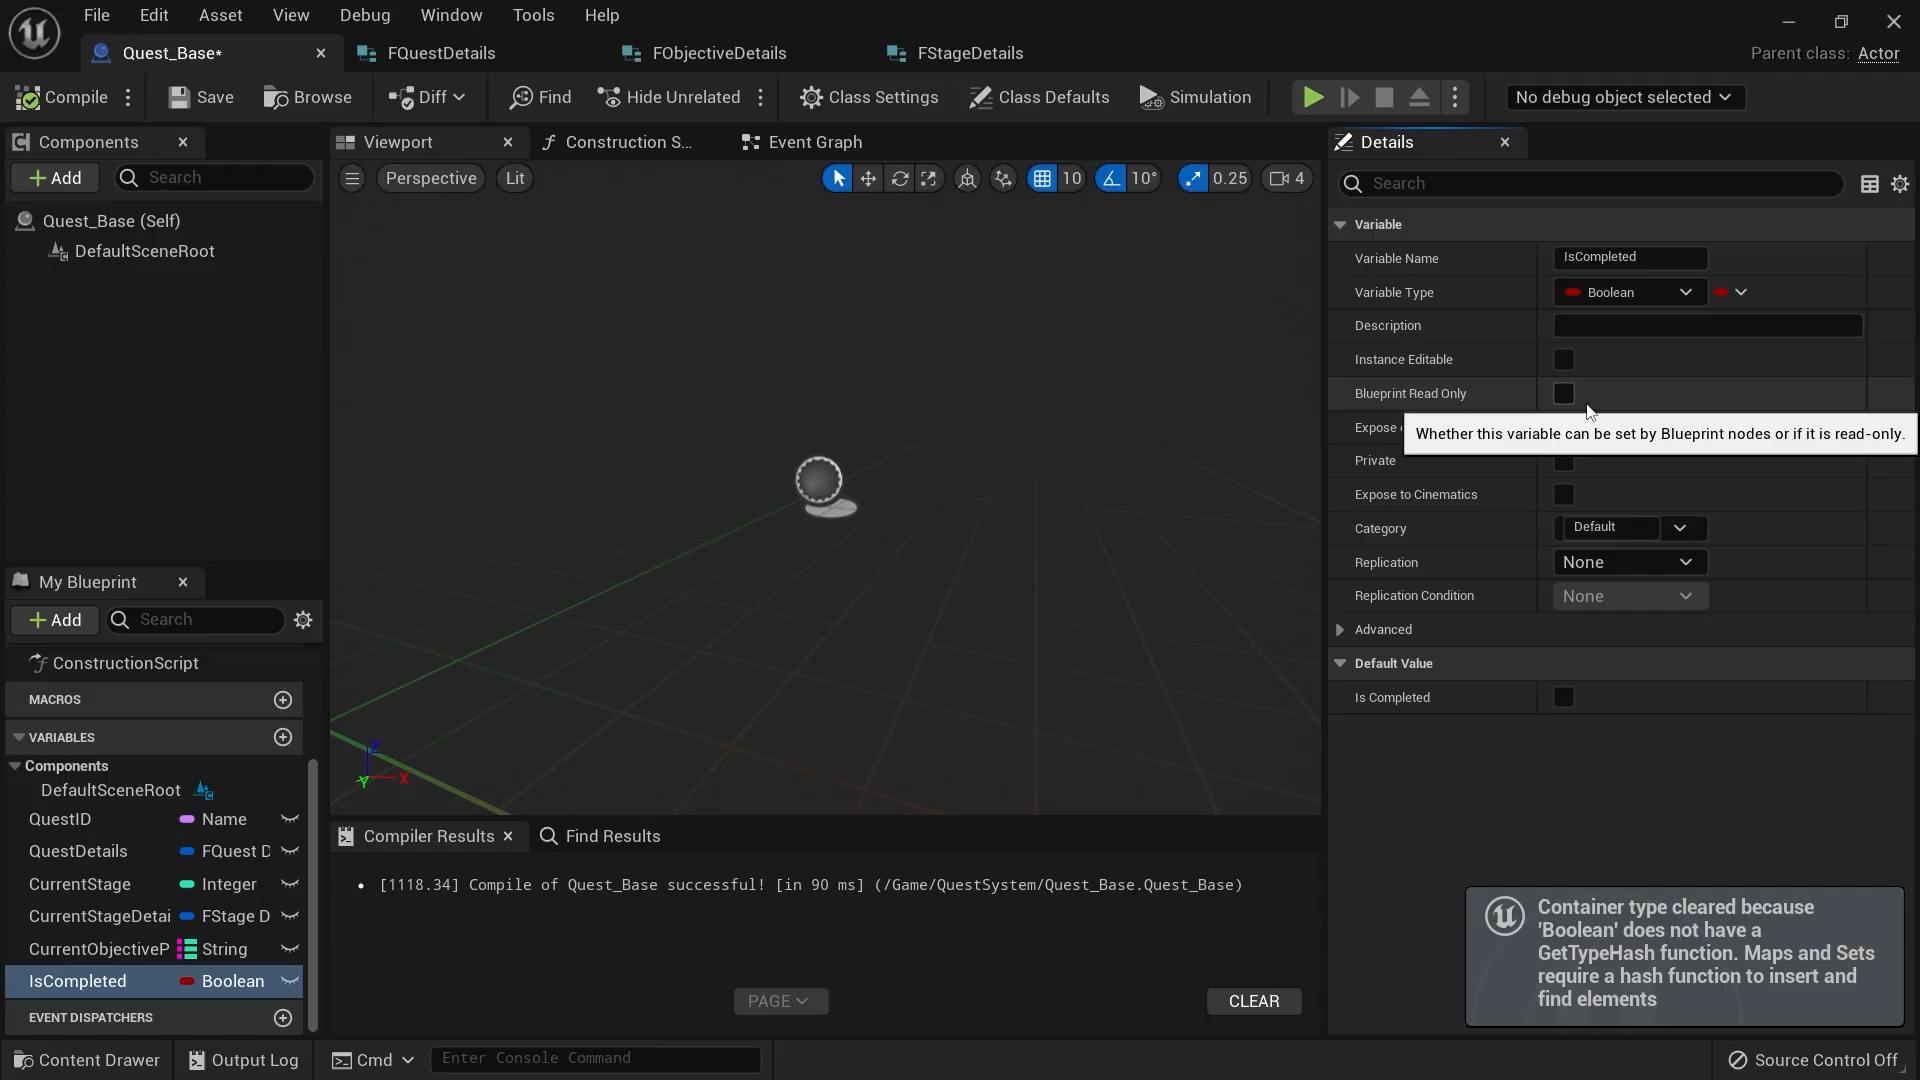 File Edit Asset View Debug Window Tools Help
Quest_Base* FQuestDetails FObjectiveDetails FStageDetails Parent class: Actor
Compile Save Browse Diff Find Hide Unrelated Class Settings Class Defaults Simulation No debug object selected
Components
Add Search
Quest_Base (Self)
DefaultSceneRoot
Viewport Construction S... Event Graph
Perspective Lit 10 10° 0.25 4
X
Y
Z
My Blueprint
Add Search
ConstructionScript
MACROS
VARIABLES
Components
DefaultSceneRoot
QuestID Name
QuestDetails FQuest D
CurrentStage Integer
CurrentStageDetai FStage D
CurrentObjectiveP String
IsCompleted Boolean
EVENT DISPATCHERS
Compiler Results Find Results
• [1118.34] Compile of Quest_Base successful! [in 90 ms] (/Game/QuestSystem/Quest_Base.Quest_Base)
PAGE CLEAR
Details
Search
Variable
Variable Name IsCompleted
Variable Type Boolean
Description
Instance Editable
Blueprint Read Only
Expose
Whether this variable can be set by Blueprint nodes or if it is read-only.
Private
Expose to Cinematics
Category Default
Replication None
Replication Condition None
Advanced
Default Value
Is Completed
Container type cleared because
'Boolean' does not have a
GetTypeHash function. Maps and Sets
require a hash function to insert and
find elements
Content Drawer Output Log Cmd Enter Console Command Source Control Off